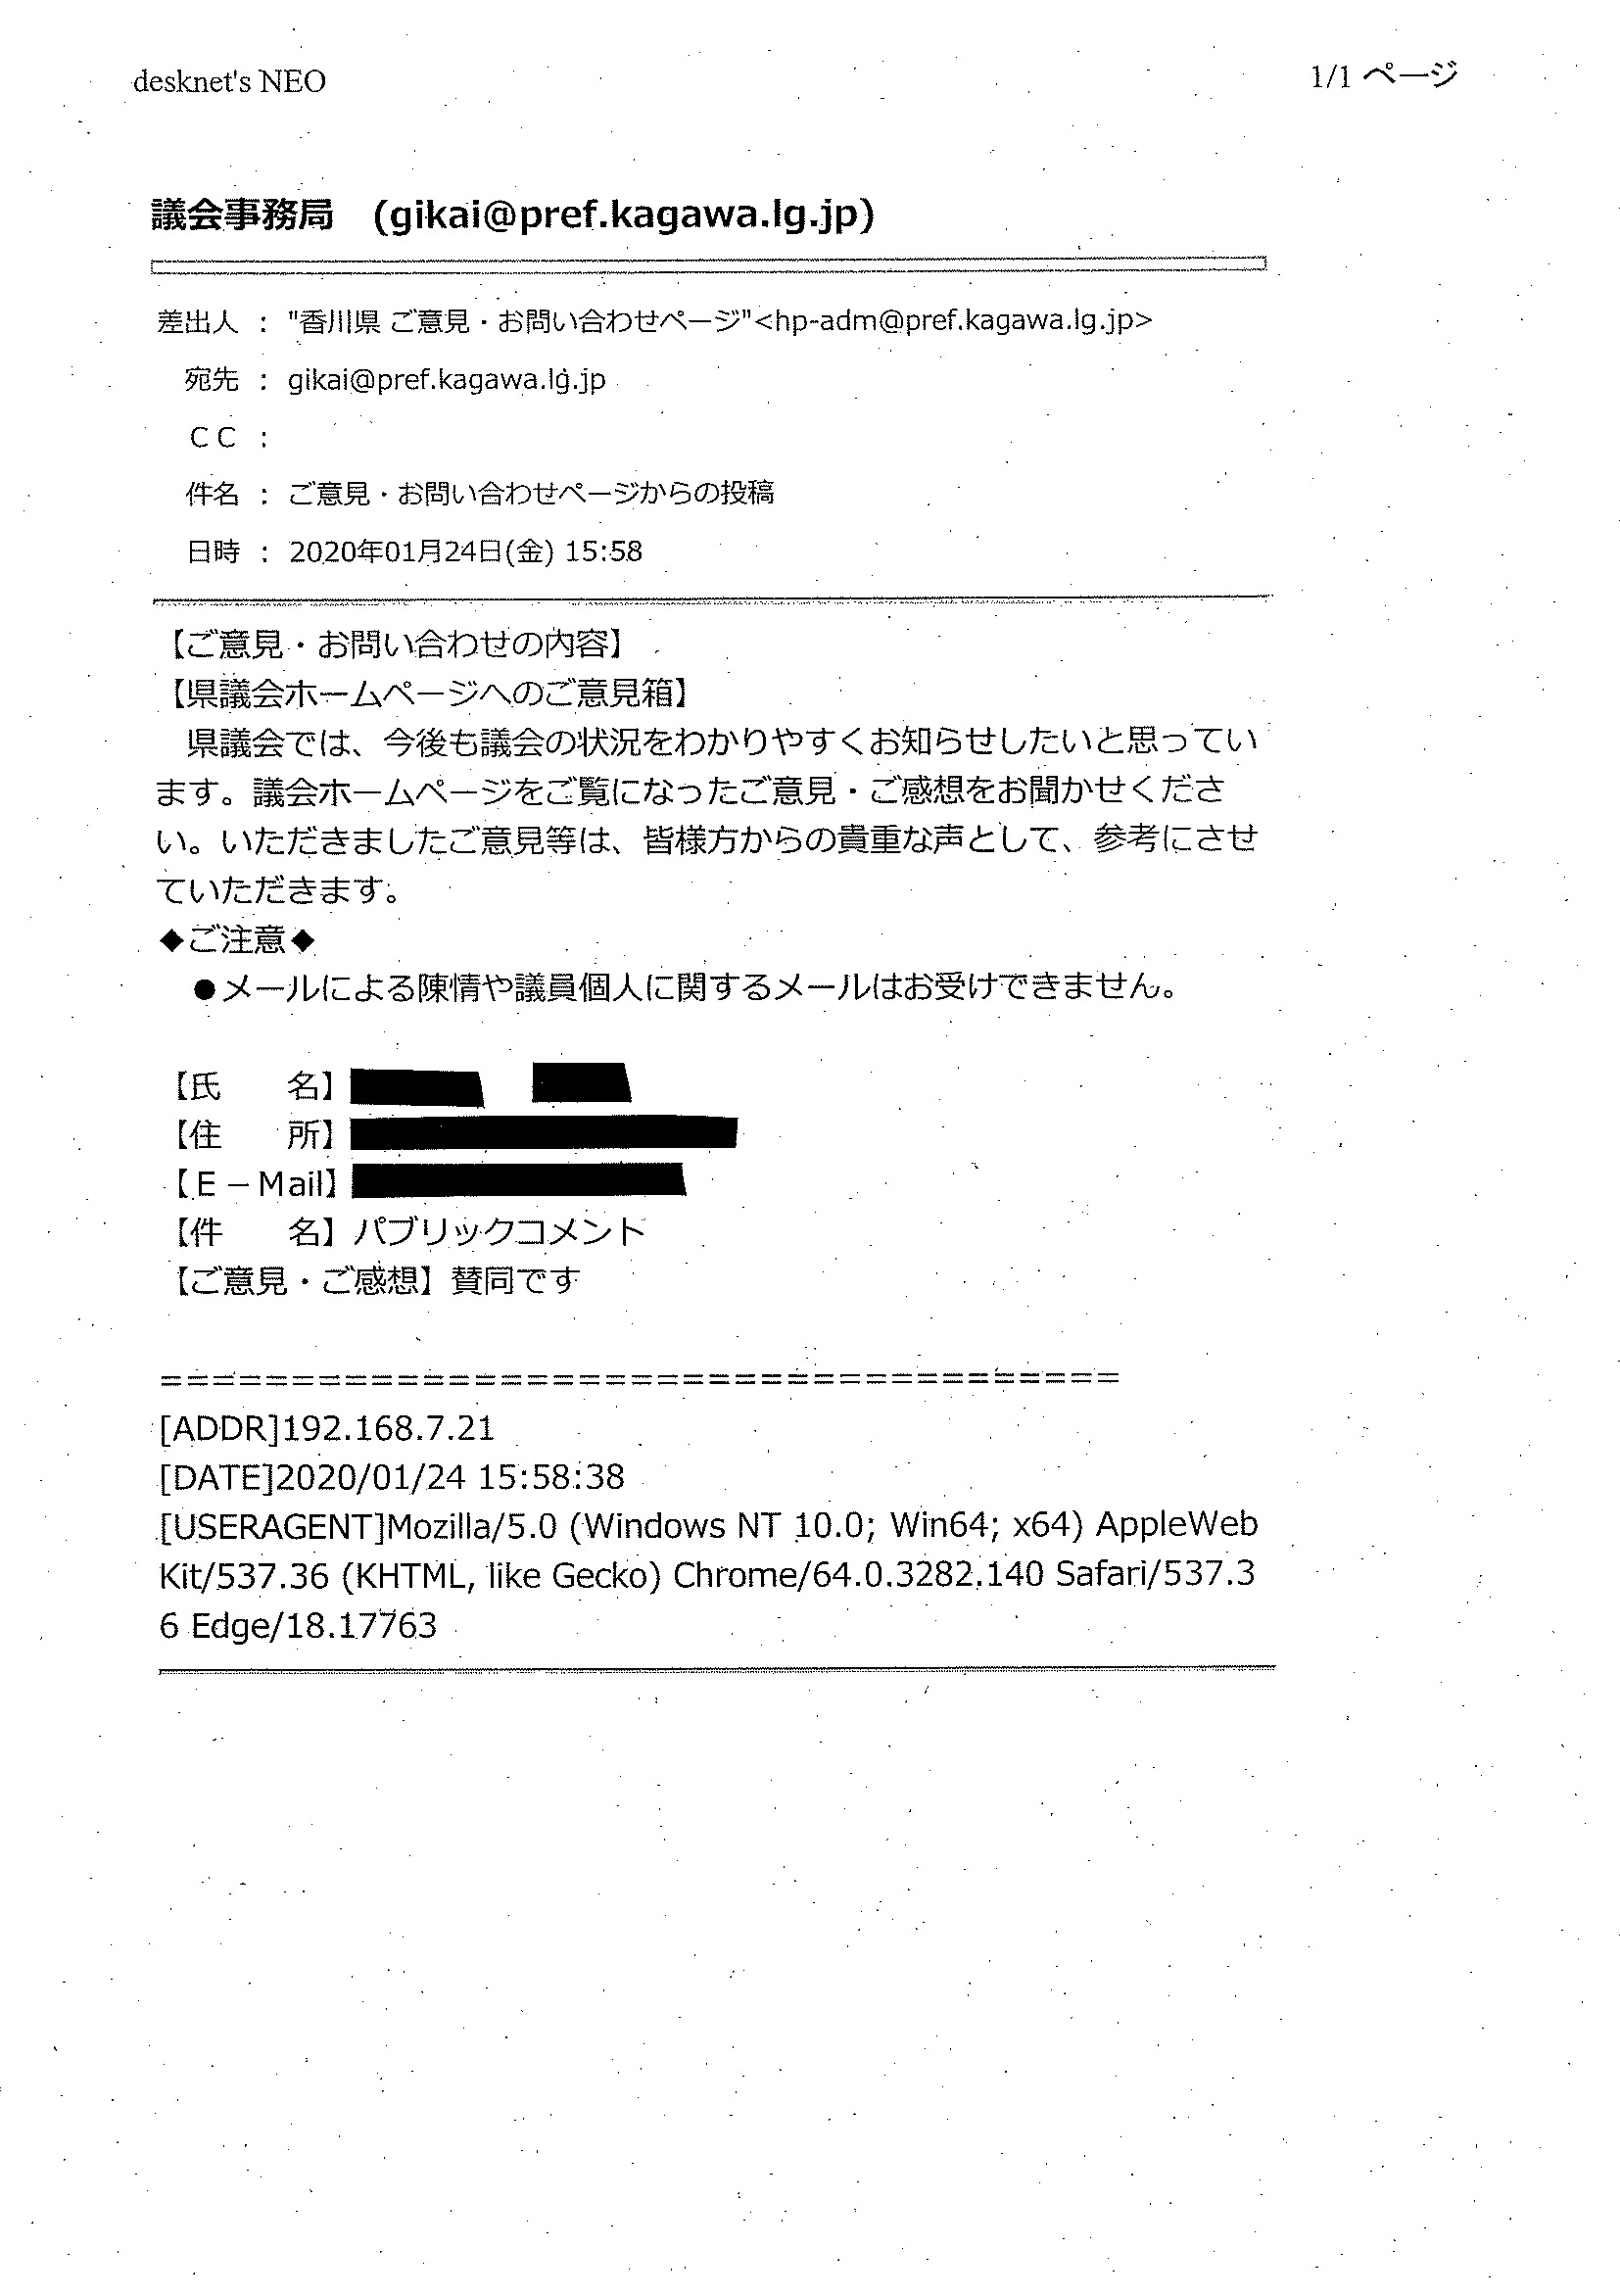 desknet's NEO
1/1 ページ
議会事務局　(gikai@pref.kagawa.lg.jp)
差出人 ： "香川県 ご意見・お問い合わせページ"<hp-adm@pref.kagawa.lg.jp>
宛先 ： gikai@pref.kagawa.lg.jp
ＣＣ ：
件名 ： ご意見・お問い合わせページからの投稿
日時 ： 2020年01月24日(金) 15:58
【ご意見・お問い合わせの内容】
【県議会ホームページへのご意見箱】
　県議会では、今後も議会の状況をわかりやすくお知らせしたいと思ってい
ます。議会ホームページをご覧になったご意見・ご感想をお聞かせくださ
い。いただきましたご意見等は、皆様方からの貴重な声として、参考にさせ
ていただきます。
◆ご注意◆
　●メールによる陳情や議員個人に関するメールはお受けできません。
【氏　　名】
【住　　所】
【Ｅ－Mail】
【件　　名】パブリックコメント
【ご意見・ご感想】賛同です
=====================================
[ADDR]192.168.7.21
[DATE]2020/01/24 15:58:38
[USERAGENT]Mozilla/5.0 (Windows NT 10.0; Win64; x64) AppleWeb
Kit/537.36 (KHTML, like Gecko) Chrome/64.0.3282.140 Safari/537.3
6 Edge/18.17763